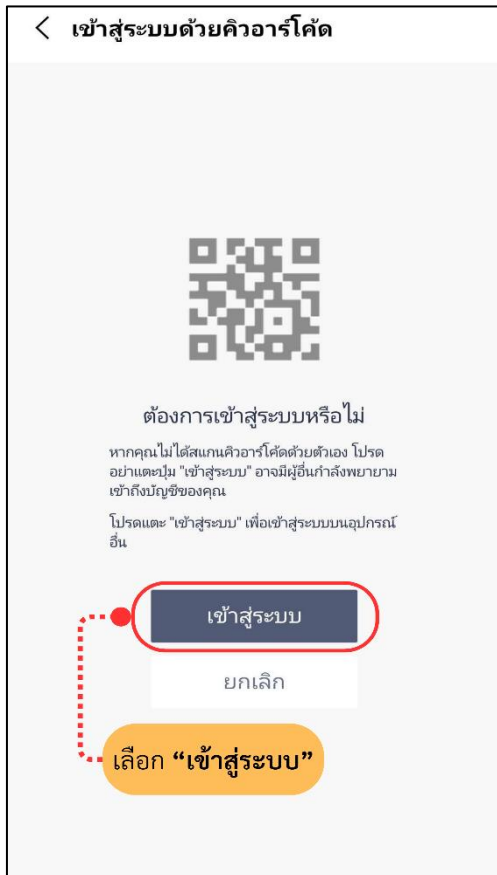 เข้าสู่ระบบด้วยคิวอาร์โค้ด
ต้องการเข้าสู่ระบบหรือไม่
หากคุณไม่ได้สแกนคิวอาร์โค้ดด้วยตัวเอง โปรด
อย่าแตะปุ่ม "เข้าสู่ระบบ" อาจมีผู้อื่นกำลังพยายาม
เข้าถึงบัญชีของคุณ
โปรดแตะ "เข้าสู่ระบบ" เพื่อเข้าสู่ระบบบนอุปกรณ์
อื่น
เข้าสู่ระบบ
ยกเลิก
เลือก “เข้าสู่ระบบ”